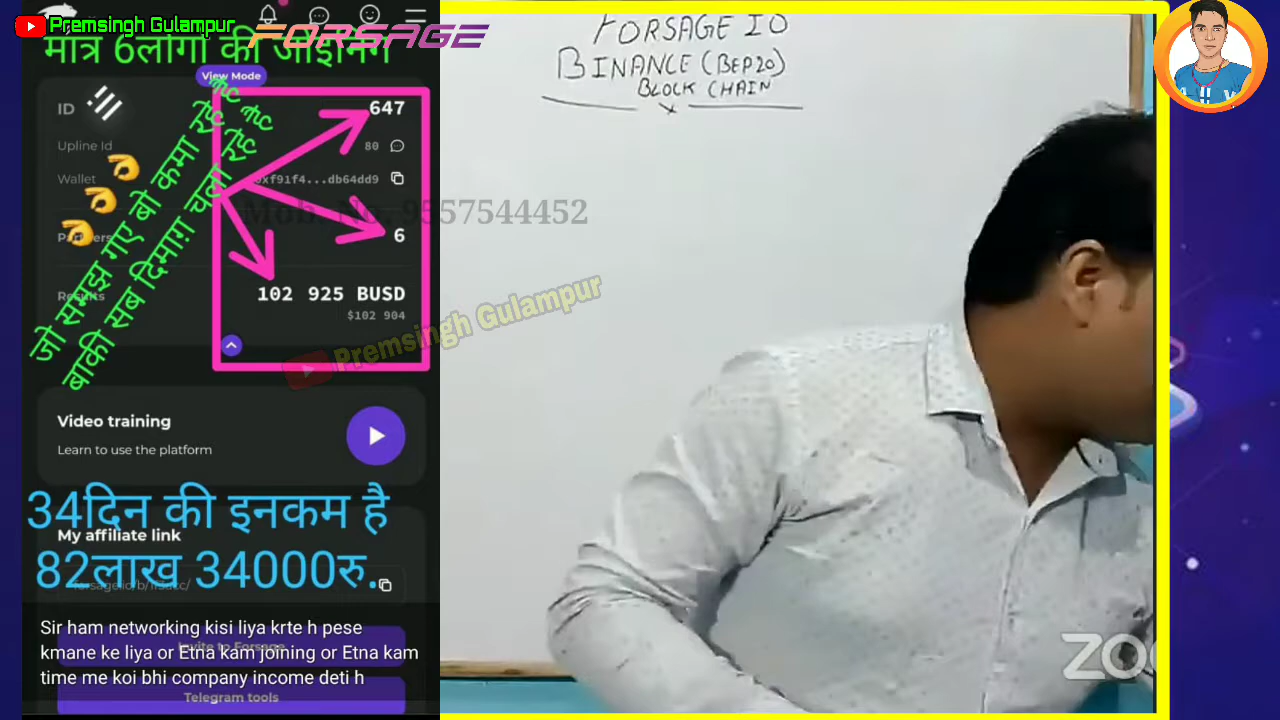 Premsingh Gulampur
FORSAGE
मात्र 6लोगो की जॉइनिंग
View Mode
ID
647
Upline Id
80
Wallet
0xf91f4...db64dd9
Partners
6
Results
102 925 BUSD
$102 904
जो समझ गए बो कमा रहे है
बाकी सब दिमाग़ चला रहे है
Mob. No. 9557544452
Premsingh Gulampur
Video training
Learn to use the platform
34दिन की इनकम है
My affiliate link
82लाख 34000रु.
Sir ham networking kisi liya krte h pese
kmane ke liya or Etna kam joining or Etna kam
time me koi bhi company income deti h
Invite to Forsage
Telegram tools
FORSAGE IO
BINANCE (BEP20)
BLOCK CHAIN